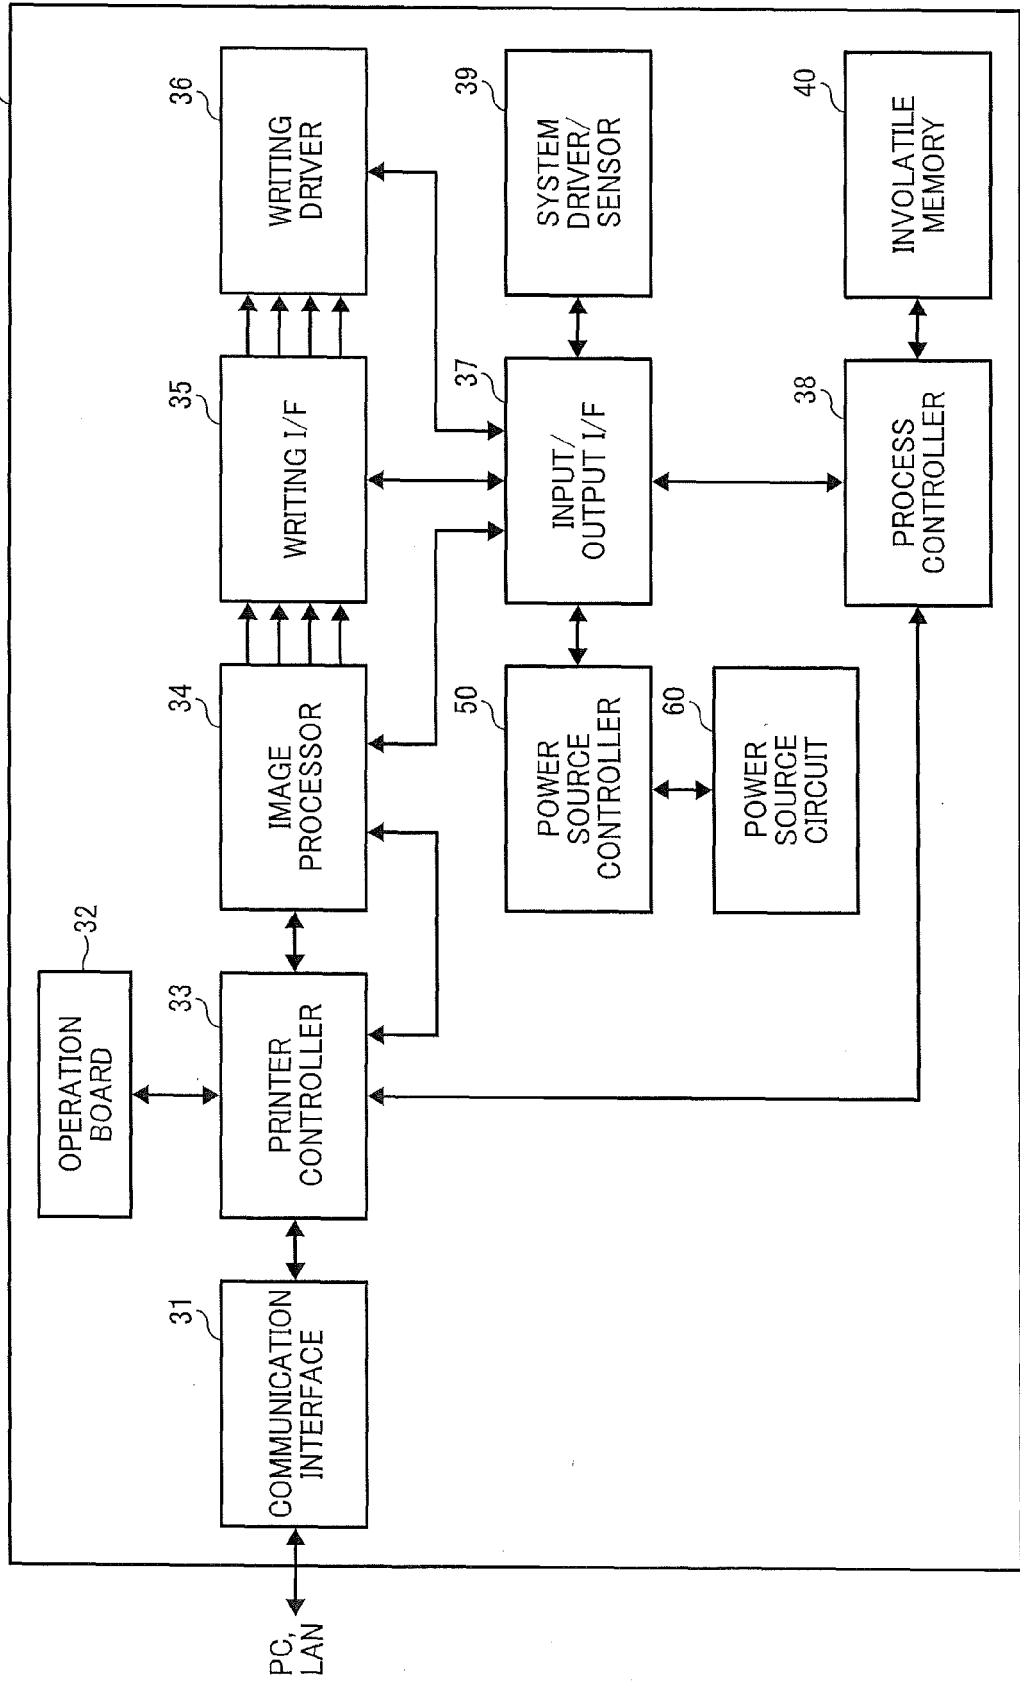 32
OPERATION
BOARD
31
COMMUNICATION
INTERFACE
33
PRINTER
CONTROLLER
34
IMAGE
PROCESSOR
35
WRITING I/F
36
WRITING
DRIVER
PC,
LAN
50
POWER
SOURCE
CONTROLLER
37
INPUT/
OUTPUT I/F
39
SYSTEM
DRIVER/
SENSOR
60
POWER
SOURCE
CIRCUIT
38
PROCESS
CONTROLLER
40
INVOLATILE
MEMORY